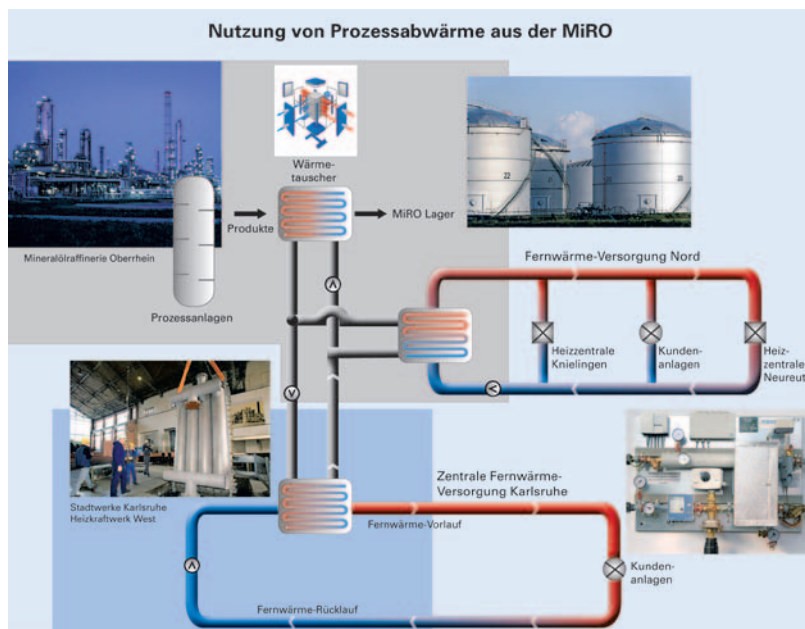 Nutzung von Prozessabwärme aus der MiRO
Wärme-
tauscher
22
Produkte
MiRO Lager
Mineralölraffinerie Oberrhein
Prozessanlagen
Fernwärme-Versorgung Nord
Heizzentrale
Knielingen
Kunden-
anlagen
Heiz-
zentrale
Neureut
Stadtwerke Karlsruhe
Heizkraftwerk West
Zentrale Fernwärme-
Versorgung Karlsruhe
Fernwärme-Vorlauf
Kunden-
anlagen
Fernwärme-Rücklauf